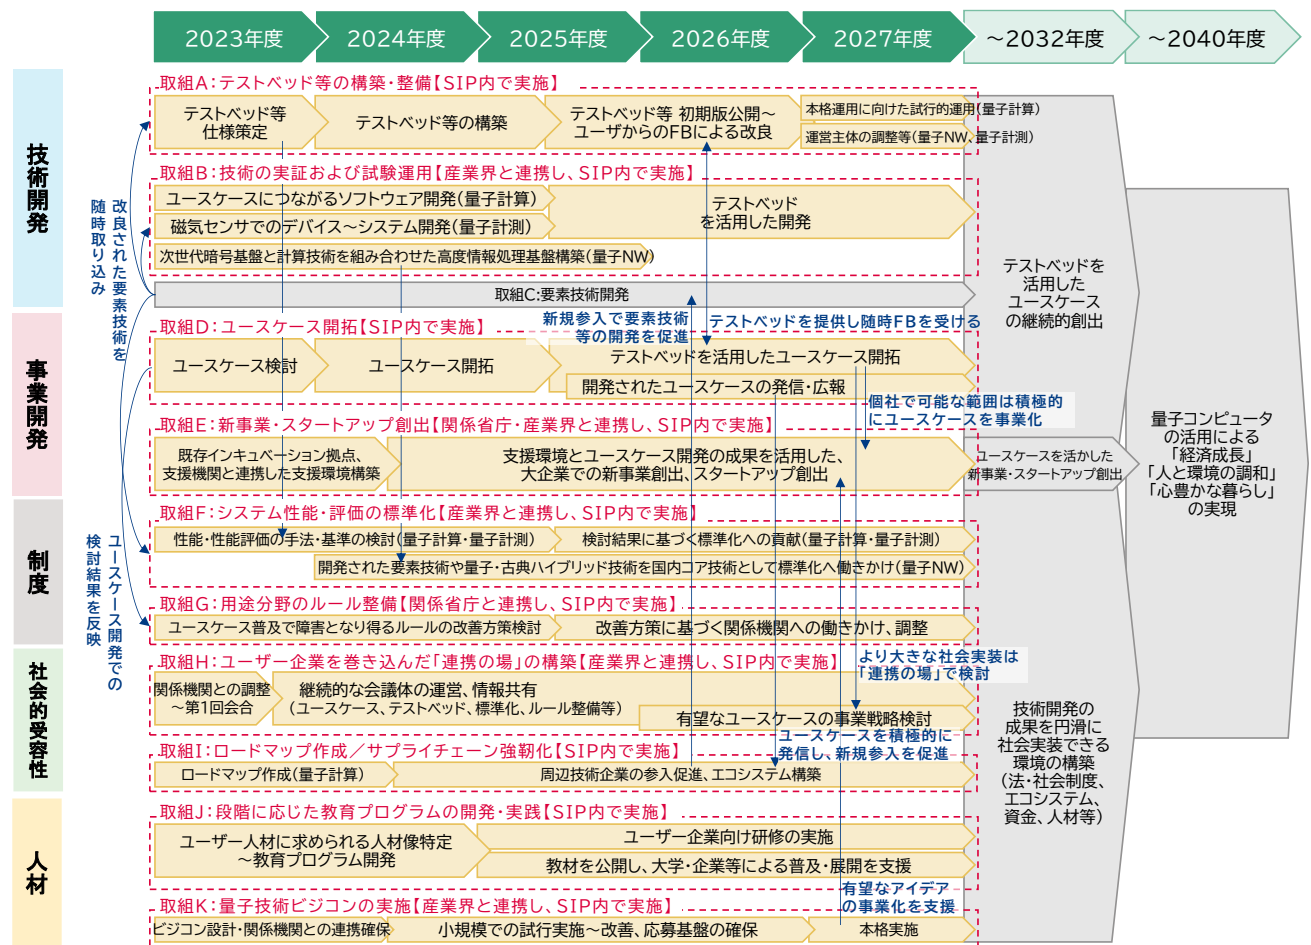 2023年度
2024年度
2025年度
2026年度
2027年度
～2032年度
～2040年度
技術開発
取組A：テストベッド等の構築・整備【SIP内で実施】
テストベッド等
仕様策定
テストベッド等の構築
テストベッド等 初期版公開～
ユーザからのFBによる改良
本格運用に向けた試行的運用(量子計算)
運営主体の調整等(量子NW、量子計測)
取組B：技術の実証および試験運用【産業界と連携し、SIP内で実施】
ユースケースにつながるソフトウェア開発(量子計算)
磁気センサでのデバイス～システム開発(量子計測)
次世代暗号基盤と計算技術を組み合わせた高度情報処理基盤構築(量子NW)
テストベッド
を活用した開発
取組C:要素技術開発
改良された要素技術を
随時取り込み
事業開発
取組D：ユースケース開拓【SIP内で実施】
新規参入で要素技術
等の開発を促進
テストベッドを提供し随時FBを受ける
ユースケース検討
ユースケース開拓
テストベッドを活用したユースケース開拓
開発されたユースケースの発信・広報
個社で可能な範囲は積極的
にユースケースを事業化
取組E：新事業・スタートアップ創出【関係省庁・産業界と連携し、SIP内で実施】
既存インキュベーション拠点、
支援機関と連携した支援環境構築
支援環境とユースケース開発の成果を活用した、
大企業での新事業創出、スタートアップ創出
ユースケースを活かした
新事業・スタートアップ創出
制度
取組F：システム性能・評価の標準化【産業界と連携し、SIP内で実施】
性能・性能評価の手法・基準の検討(量子計算・量子計測)
検討結果に基づく標準化への貢献(量子計算・量子計測)
開発された要素技術や量子・古典ハイブリッド技術を国内コア技術として標準化へ働きかけ(量子NW)
取組G：用途分野のルール整備【関係省庁と連携し、SIP内で実施】
ユースケース普及で障害となり得るルールの改善方策検討
改善方策に基づく関係機関への働きかけ、調整
ユースケース開発での
検討結果を反映
社会的受容性
取組H：ユーザー企業を巻き込んだ「連携の場」の構築【産業界と連携し、SIP内で実施】
より大きな社会実装は
「連携の場」で検討
関係機関との調整
～第1回会合
継続的な会議体の運営、情報共有
(ユースケース、テストベッド、標準化、ルール整備等)
有望なユースケースの事業戦略検討
ユースケースを積極的に
発信し、新規参入を促進
取組I：ロードマップ作成／サプライチェーン強靭化【SIP内で実施】
ロードマップ作成(量子計算)
周辺技術企業の参入促進、エコシステム構築
人材
取組J：段階に応じた教育プログラムの開発・実践【SIP内で実施】
ユーザー人材に求められる人材像特定
～教育プログラム開発
ユーザー企業向け研修の実施
教材を公開し、大学・企業等による普及・展開を支援
有望なアイデア
の事業化を支援
取組K：量子技術ビジコンの実施【産業界と連携し、SIP内で実施】
ビジコン設計・関係機関との連携確保
小規模での試行実施～改善、応募基盤の確保
本格実施
テストベッドを
活用した
ユースケース
の継続的創出
技術開発の
成果を円滑に
社会実装できる
環境の構築
(法・社会制度、
エコシステム、
資金、人材等)
量子コンピュータ
の活用による
「経済成長」
「人と環境の調和」
「心豊かな暮らし」
の実現